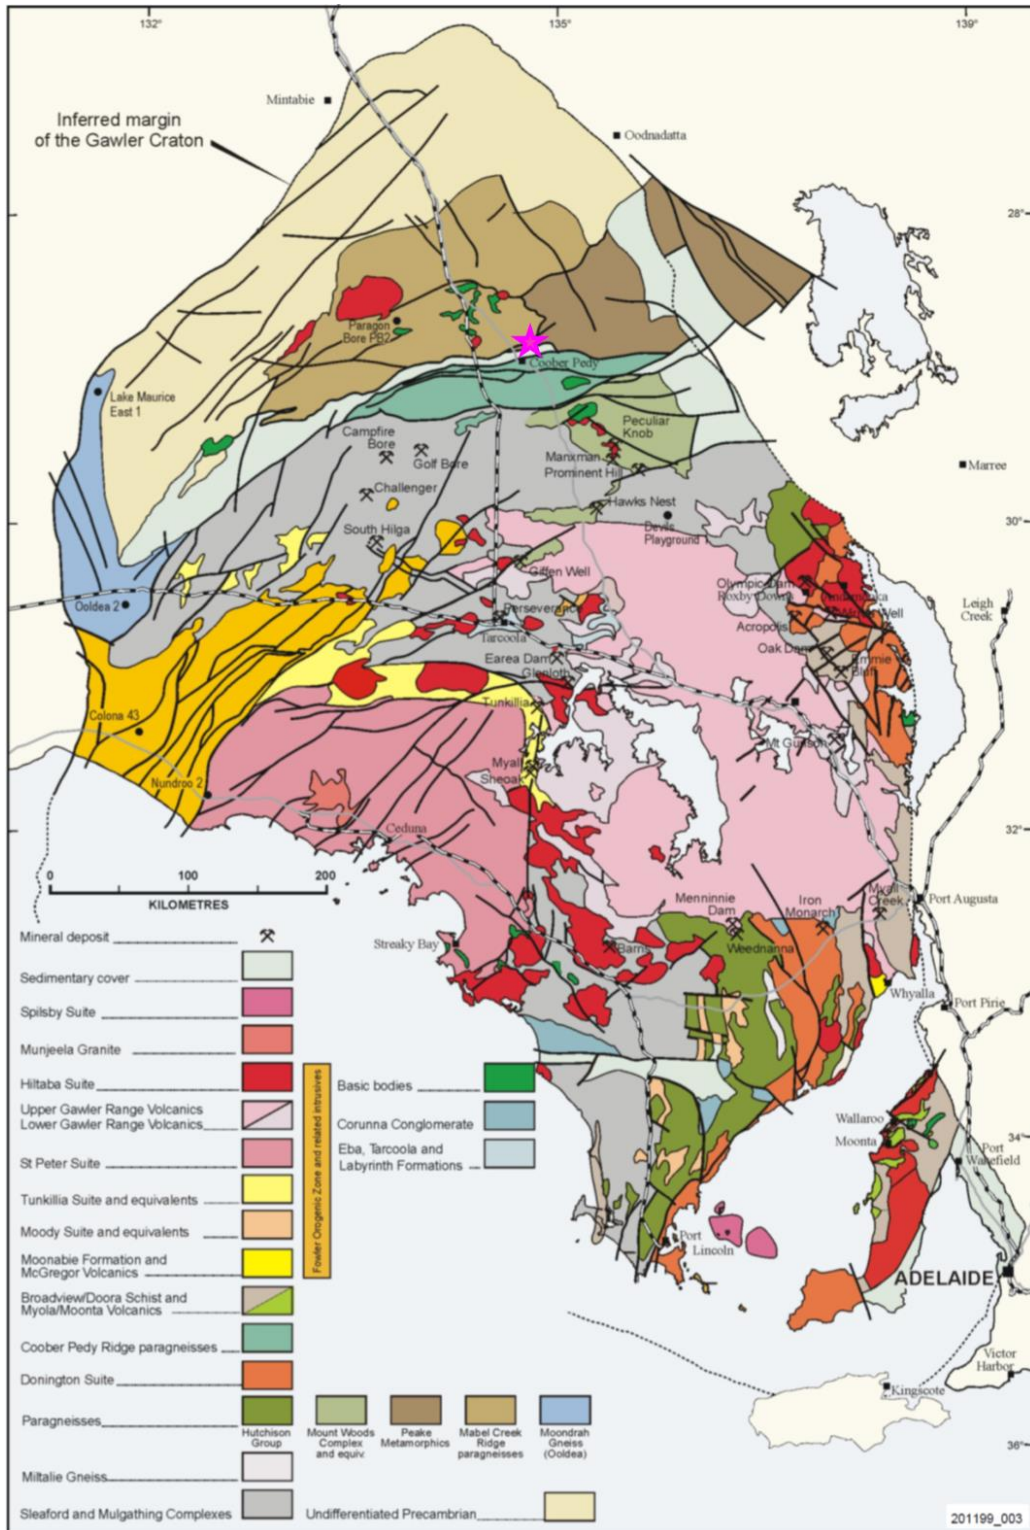 132°
135°
139°
Mintabie
Inferred margin
of the Gawler Craton
Oodnadatta
28°
Paragon
Bore PB2
Coober Pedy
Lake Maurice
East 1
Campfire
Bore
Golf Bore
Peculiar
Knob
Manxman
Prominent Hill
Marree
Challenger
Hawks Nest
Devils
Playground 1
30°
South Hilga
Giffen Well
Olympic Dam
Roxby Downs
Ooldea 2
Perseverance
Tarcoola
Acropolis
Leigh
Creek
Oak Dam
Emmie
Bluff
Earea Dam
Glenloth
Tunkillia
Colona 43
Mt Gunson
Myall
Sheoak
Nundroo 2
Ceduna
32°
0
100
200
KILOMETRES
Menninnie
Dam
Iron
Monarch
Myall
Creek
Port Augusta
Weednanna
Streaky Bay
Barns
Whyalla
Port Pirie
Mineral deposit
Sedimentary cover
Spilsby Suite
Munjeela Granite
Hiltaba Suite
Upper Gawler Range Volcanics
Lower Gawler Range Volcanics
St Peter Suite
Tunkillia Suite and equivalents
Moody Suite and equivalents
Moonabie Formation and
McGregor Volcanics
Broadview/Doora Schist and
Myola/Moonta Volcanics
Coober Pedy Ridge paragneisses
Donington Suite
Paragneisses
Fowler Orogenic Zone and related intrusives
Basic bodies
Corunna Conglomerate
Eba, Tarcoola and
Labyrinth Formations
Wallaroo
Moonta
34°
Port
Wakefield
Port
Lincoln
ADELAIDE
Victor
Harbor
Kingscote
Hutchison
Group
Mount Woods
Complex
and equiv.
Peake
Metamorphics
Mabel Creek
Ridge
paragneisses
Moondrah
Gneiss
(Ooldea)
36°
Miltalie Gneiss
Sleaford and Mulgathing Complexes
Undifferentiated Precambrian
201199_003